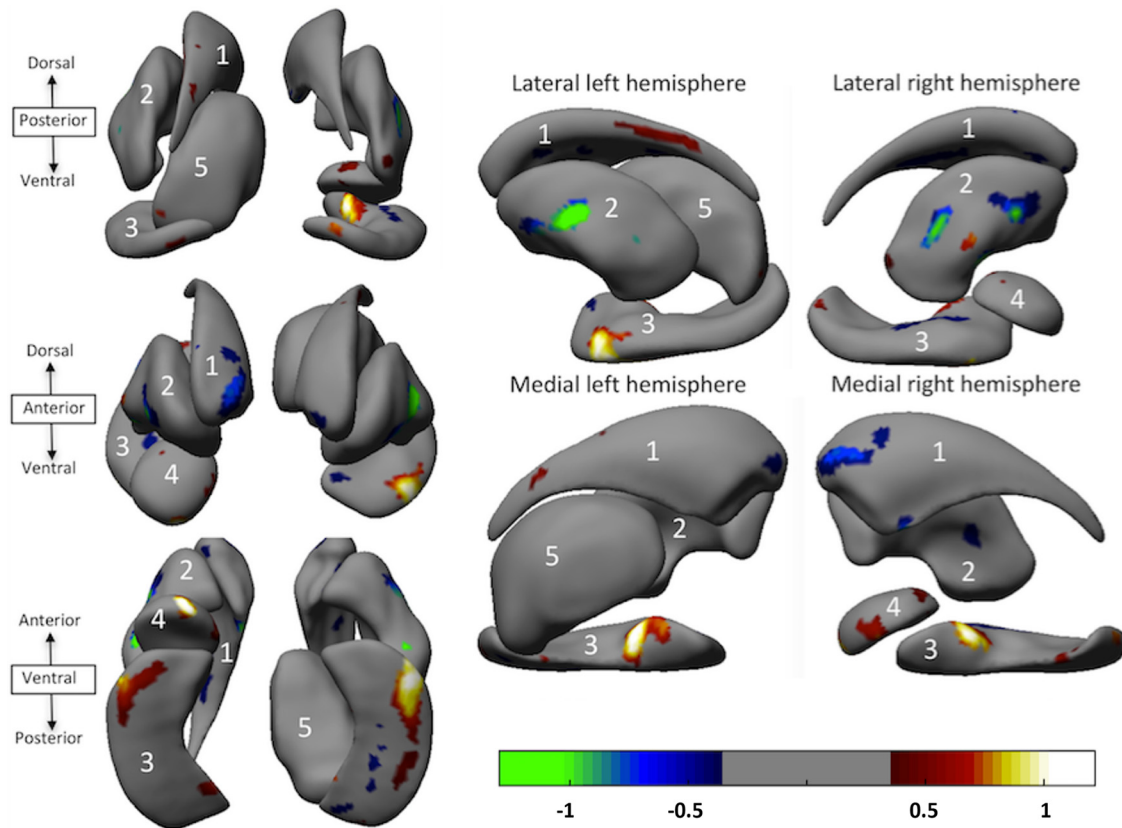 Dorsal
Posterior
Ventral
1
2
5
3
Lateral left hemisphere
1
2
5
3
Lateral right hemisphere
1
2
4
3
Dorsal
Anterior
Ventral
1
2
3
4
Medial left hemisphere
1
2
5
3
Medial right hemisphere
1
2
4
3
Anterior
Ventral
Posterior
2
4
1
3
5
-1 -0.5 0.5 1